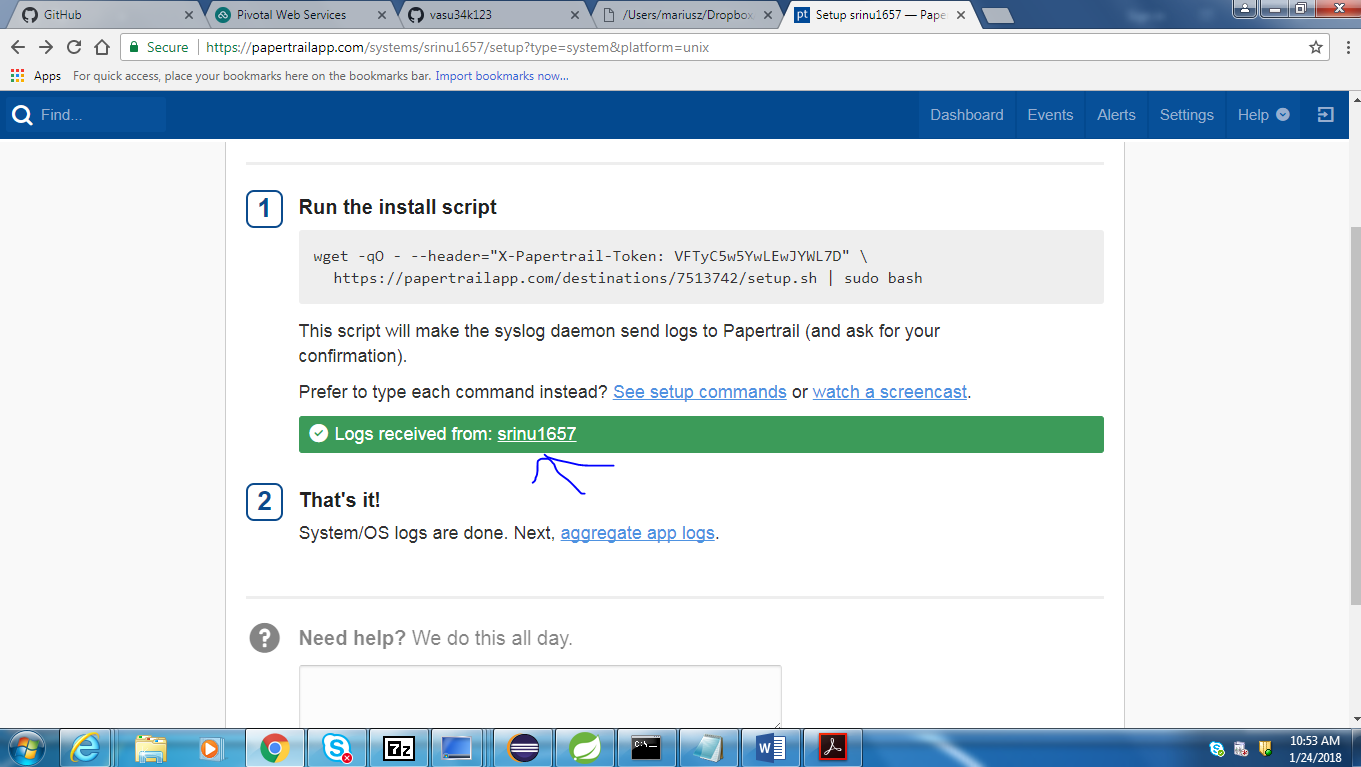 GitHub
Pivotal Web Services
vasu34k123
/Users/mariusz/Dropbox
Setup srinu1657 — Pape
Secure
https://papertrailapp.com/systems/srinu1657/setup?type=system&platform=unix
Apps For quick access, place your bookmarks here on the bookmarks bar. Import bookmarks now...
Find...
Dashboard
Events
Alerts
Settings
Help
1
Run the install script
wget -qO - --header="X-Papertrail-Token: VFTyC5w5YwLEwJYWL7D" \
https://papertrailapp.com/destinations/7513742/setup.sh | sudo bash
This script will make the syslog daemon send logs to Papertrail (and ask for your
confirmation).
Prefer to type each command instead? See setup commands or watch a screencast.
Logs received from: srinu1657
2
That's it!
System/OS logs are done. Next, aggregate app logs.
? Need help? We do this all day.
10:53 AM
1/24/2018